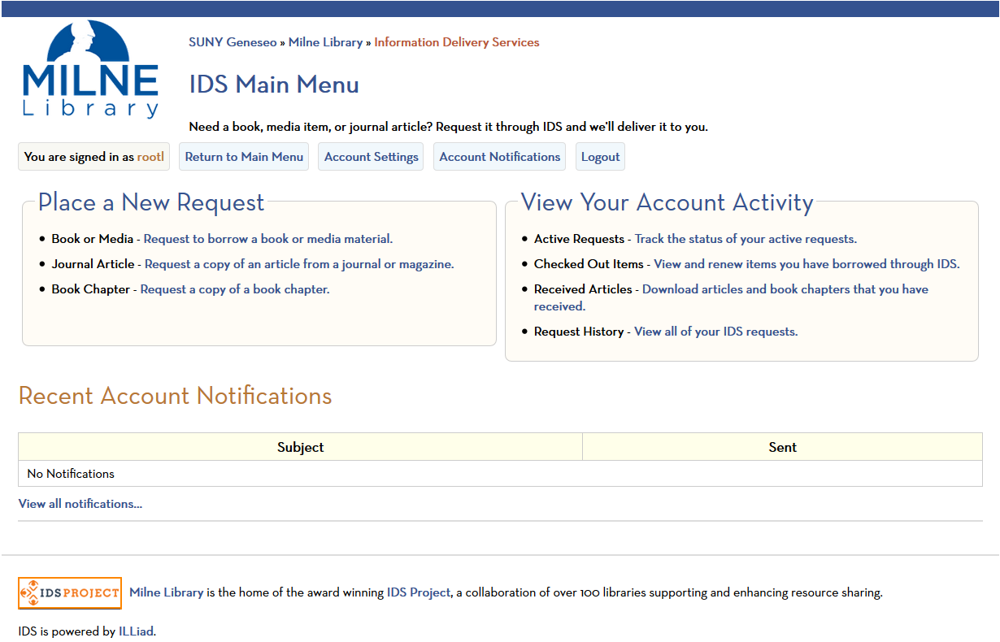 MILNE
Library
SUNY Geneseo » Milne Library » Information Delivery Services
IDS Main Menu
Need a book, media item, or journal article? Request it through IDS and we'll deliver it to you.
You are signed in as rootl
Return to Main Menu
Account Settings
Account Notifications
Logout
Place a New Request
Book or Media - Request to borrow a book or media material.
Journal Article - Request a copy of an article from a journal or magazine.
Book Chapter - Request a copy of a book chapter.
View Your Account Activity
Active Requests - Track the status of your active requests.
Checked Out Items - View and renew items you have borrowed through IDS.
Received Articles - Download articles and book chapters that you have
received.
Request History - View all of your IDS requests.
Recent Account Notifications
Subject
Sent
No Notifications
View all notifications...
IDS PROJECT
Milne Library is the home of the award winning IDS Project, a collaboration of over 100 libraries supporting and enhancing resource sharing.
IDS is powered by ILLiad.